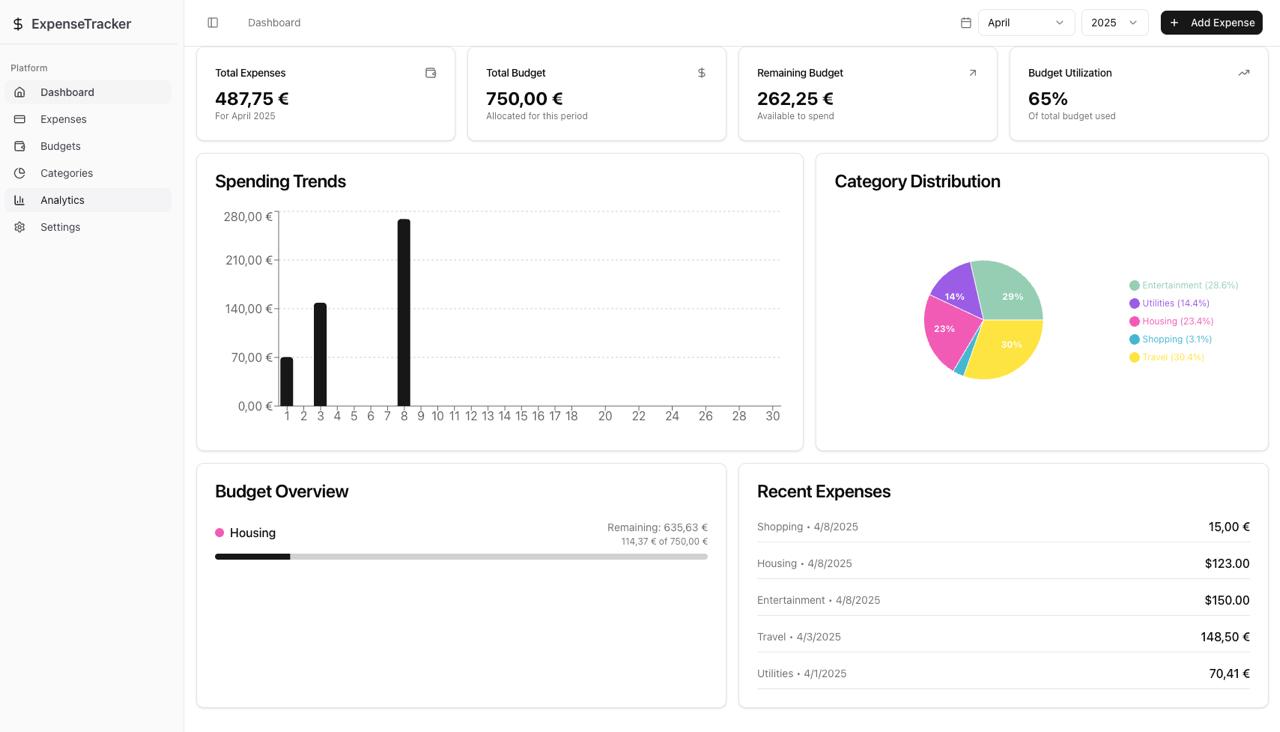 ExpenseTracker
Platform
Dashboard
Expenses
Budgets
Categories
Analytics
Settings
Dashboard
April
2025
Add Expense
Total Expenses
487,75 €
For April 2025
Total Budget
750,00 €
Allocated for this period
Remaining Budget
262,25 €
Available to spend
Budget Utilization
65%
Of total budget used
Spending Trends
280,00 €
210,00 €
140,00 €
70,00 €
0,00 €
1 2 3 4 5 6 7 8 9 10 11 12 13 14 15 16 17 18 20 22 24 26 28 30
Category Distribution
14%
29%
23%
30%
Entertainment (28.6%)
Utilities (14.4%)
Housing (23.4%)
Shopping (3.1%)
Travel (30.4%)
Budget Overview
Housing
Remaining: 635,63 €
114,37 € of 750,00 €
Recent Expenses
Shopping • 4/8/2025 15,00 €
Housing • 4/8/2025 $123.00
Entertainment • 4/8/2025 $150.00
Travel • 4/3/2025 148,50 €
Utilities • 4/1/2025 70,41 €